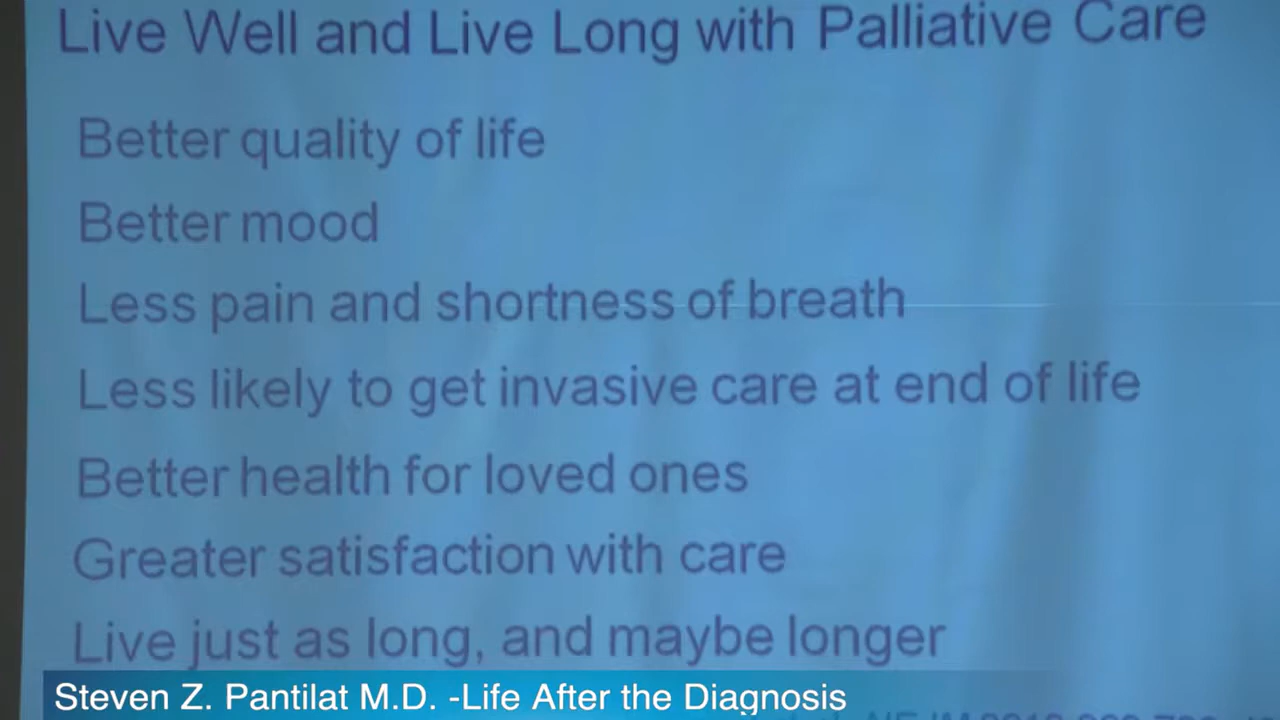 Live Well and Live Long with Palliative Care
Better quality of life
Better mood
Less pain and shortness of breath
Less likely to get invasive care at end of life
Better health for loved ones
Greater satisfaction with care
Live just as long, and maybe longer
Steven Z. Pantilat M.D. -Life After the Diagnosis